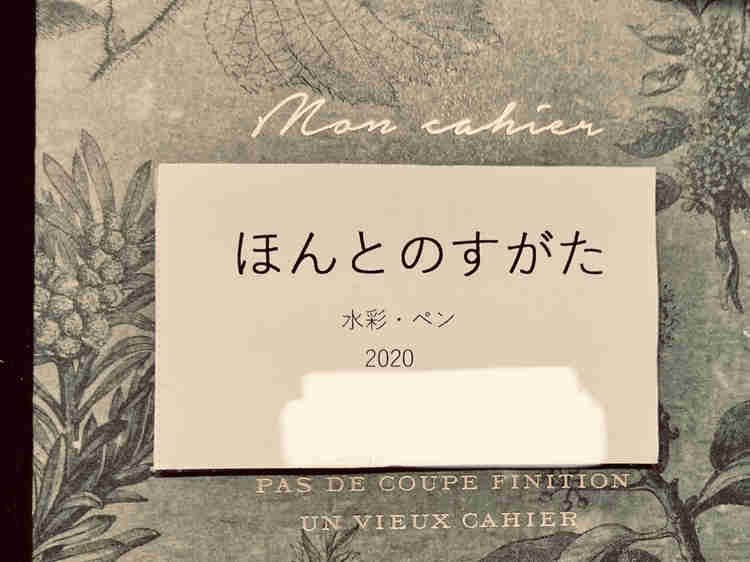 Mon cahier
ほんとのすがた
水彩・ペン
2020
PAS DE COUPE FINITION
UN VIEUX CAHIER